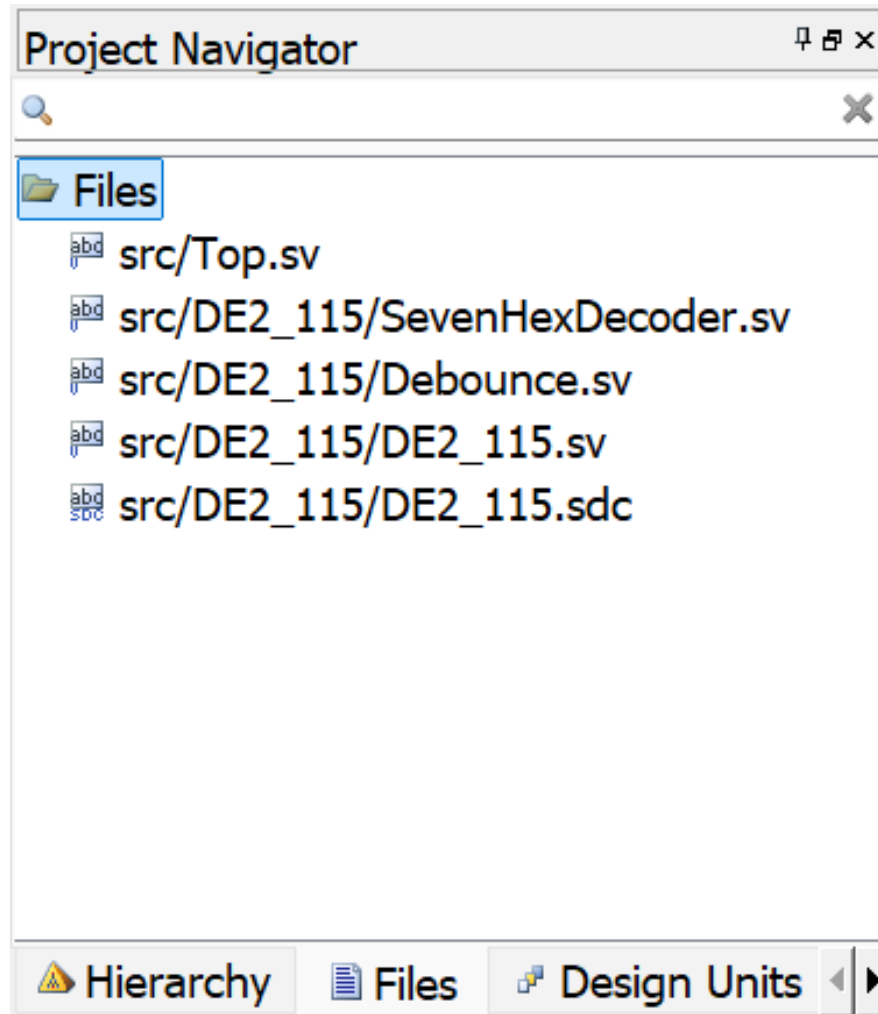 Project Navigator
Files
src/Top.sv
src/DE2_115/SevenHexDecoder.sv
src/DE2_115/Debounce.sv
src/DE2_115/DE2_115.sv
src/DE2_115/DE2_115.sdc
Hierarchy Files Design Units